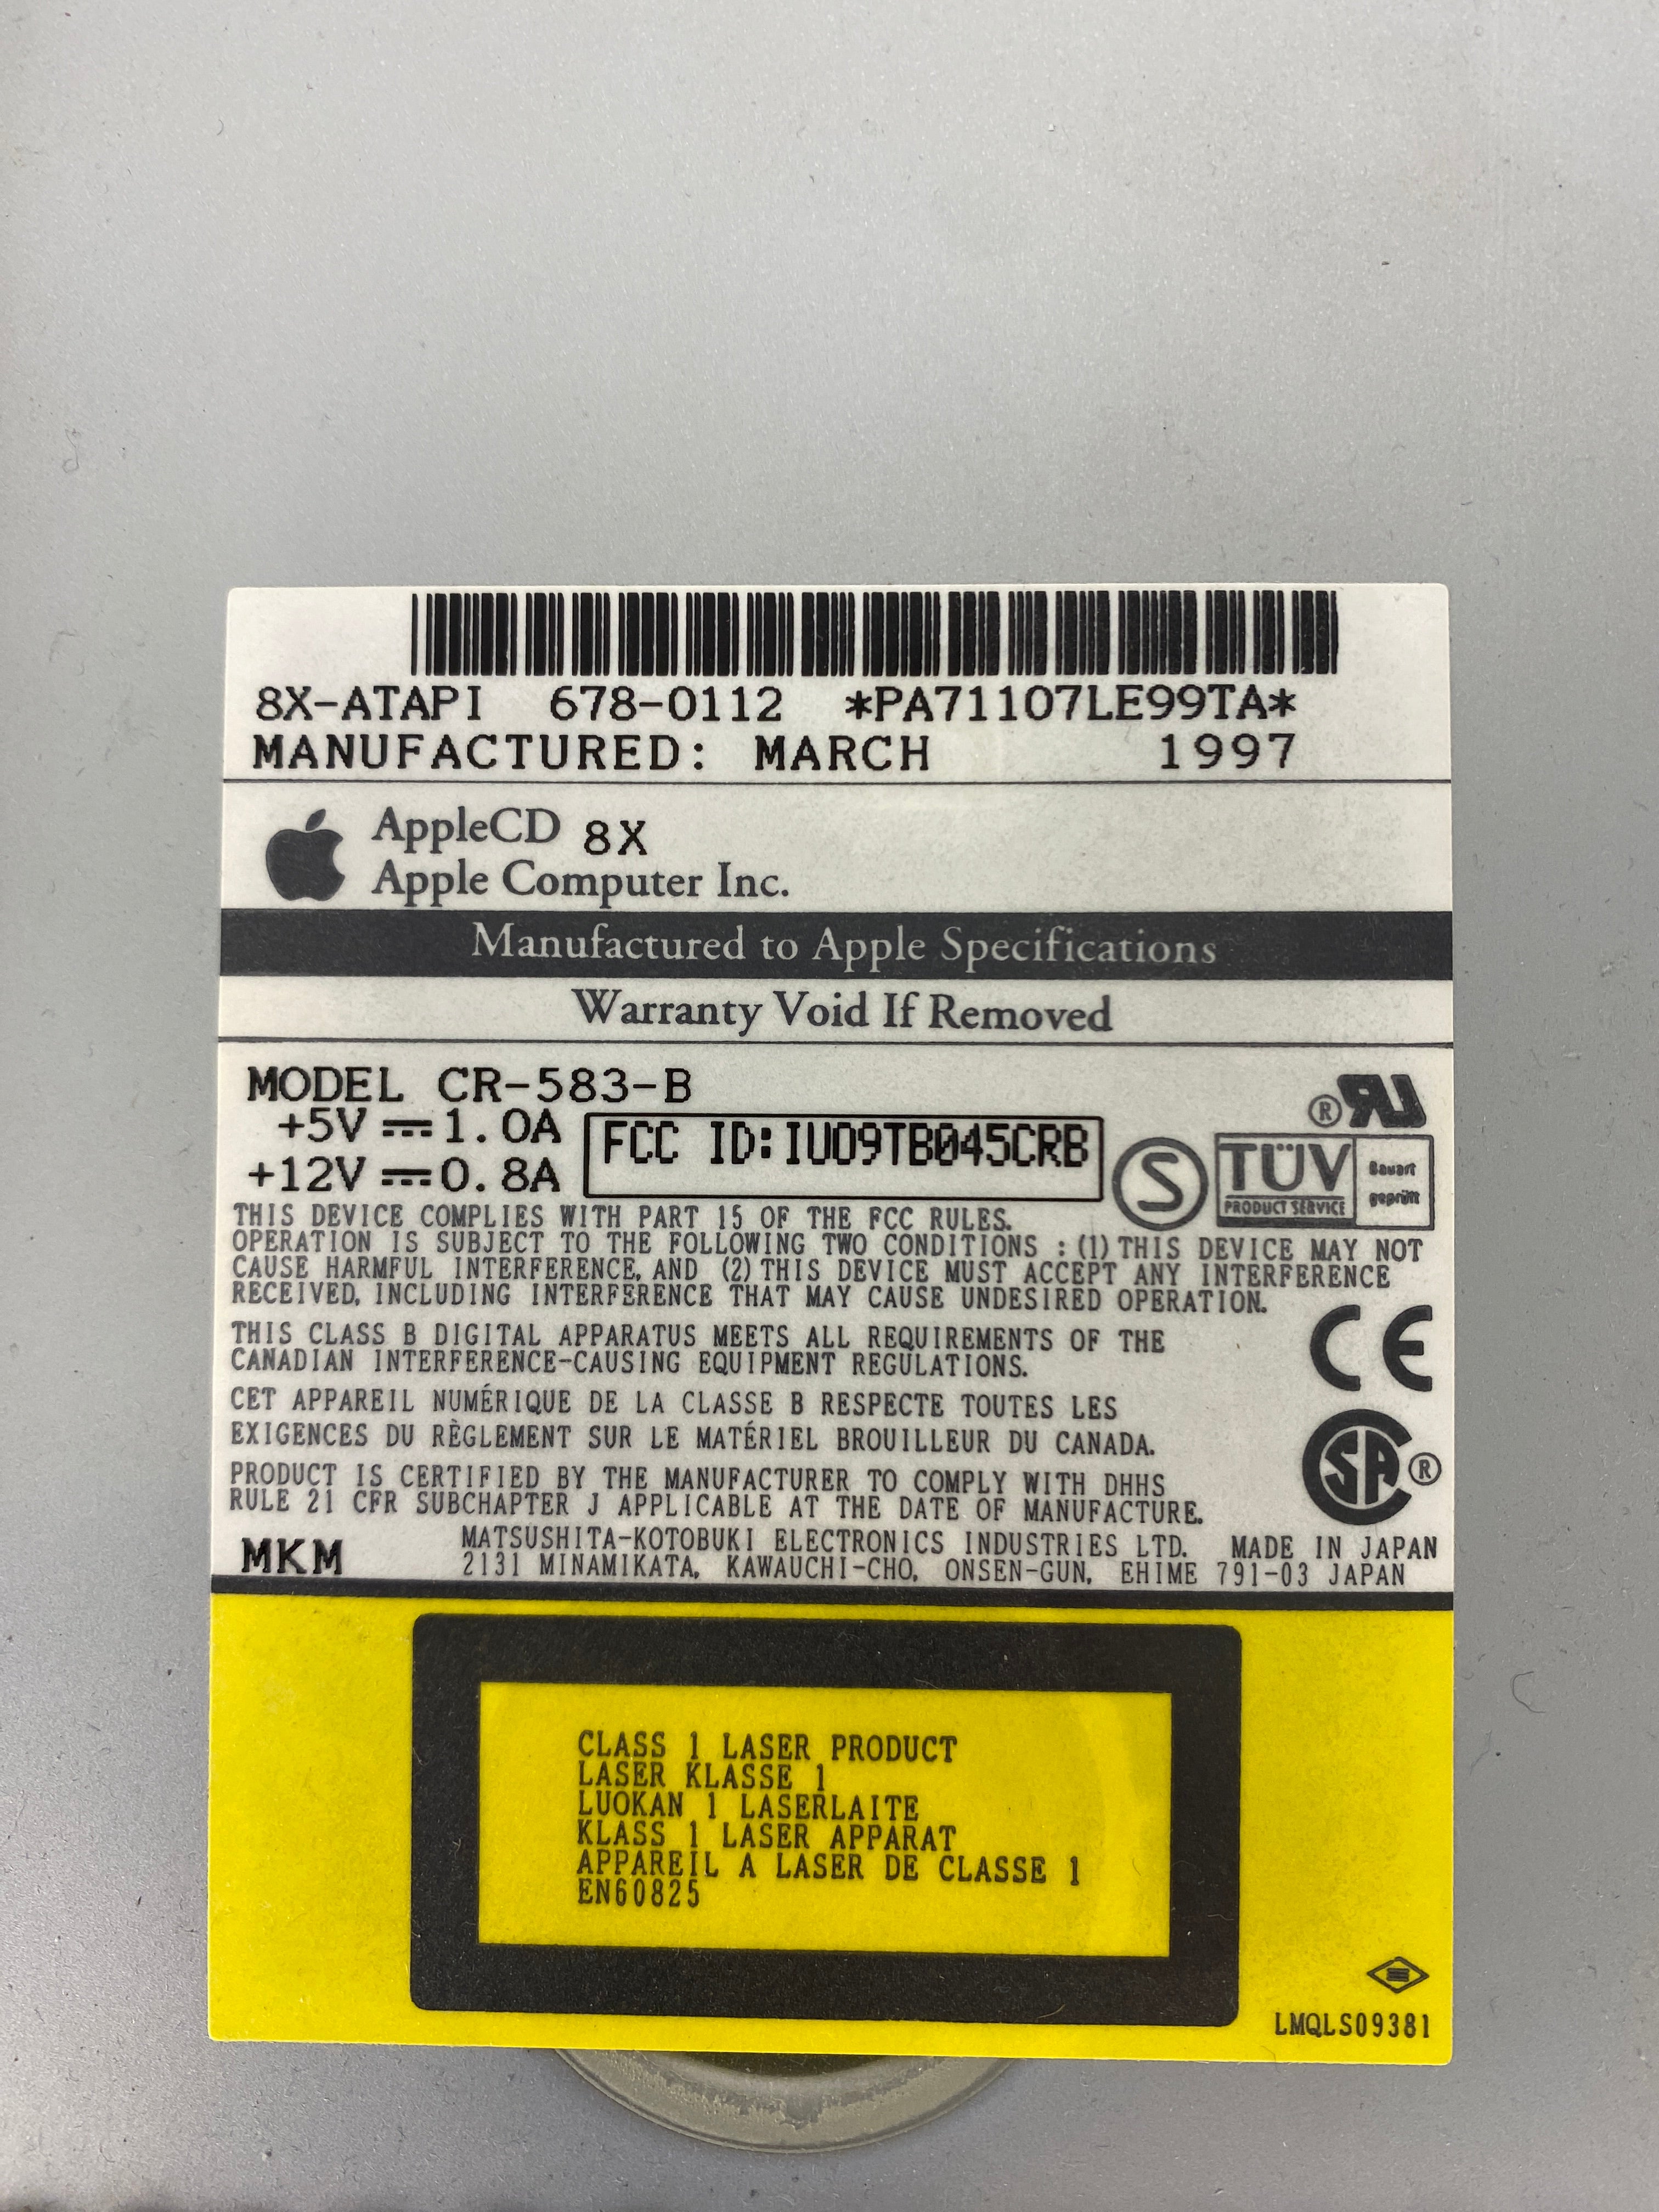 8X-ATAPI 678-0112 *PA71107LE99TA*
MANUFACTURED: MARCH 1997
AppleCD 8X
Apple Computer Inc.
Manufactured to Apple Specifications
Warranty Void If Removed
MODEL CR-583-B
+5V ⎓ 1.0A
+12V ⎓ 0.8A
FCC ID:IUO9TB045CRB
S
TÜV
PRODUCT SERVICE
Bauart
geprüft
®
THIS DEVICE COMPLIES WITH PART 15 OF THE FCC RULES.
OPERATION IS SUBJECT TO THE FOLLOWING TWO CONDITIONS : (1) THIS DEVICE MAY NOT
CAUSE HARMFUL INTERFERENCE, AND (2) THIS DEVICE MUST ACCEPT ANY INTERFERENCE
RECEIVED, INCLUDING INTERFERENCE THAT MAY CAUSE UNDESIRED OPERATION.
THIS CLASS B DIGITAL APPARATUS MEETS ALL REQUIREMENTS OF THE
CANADIAN INTERFERENCE-CAUSING EQUIPMENT REGULATIONS.
CE
CET APPAREIL NUMÉRIQUE DE LA CLASSE B RESPECTE TOUTES LES
EXIGENCES DU RÈGLEMENT SUR LE MATÉRIEL BROUILLEUR DU CANADA.
PRODUCT IS CERTIFIED BY THE MANUFACTURER TO COMPLY WITH DHHS
RULE 21 CFR SUBCHAPTER J APPLICABLE AT THE DATE OF MANUFACTURE.
SA ®
MKM
MATSUSHITA-KOTOBUKI ELECTRONICS INDUSTRIES LTD. MADE IN JAPAN
2131 MINAMIKATA, KAWAUCHI-CHO, ONSEN-GUN, EHIME 791-03 JAPAN
CLASS 1 LASER PRODUCT
LASER KLASSE 1
LUOKAN 1 LASERLAITE
KLASS 1 LASER APPARAT
APPAREIL A LASER DE CLASSE 1
EN60825
LMQLS09381